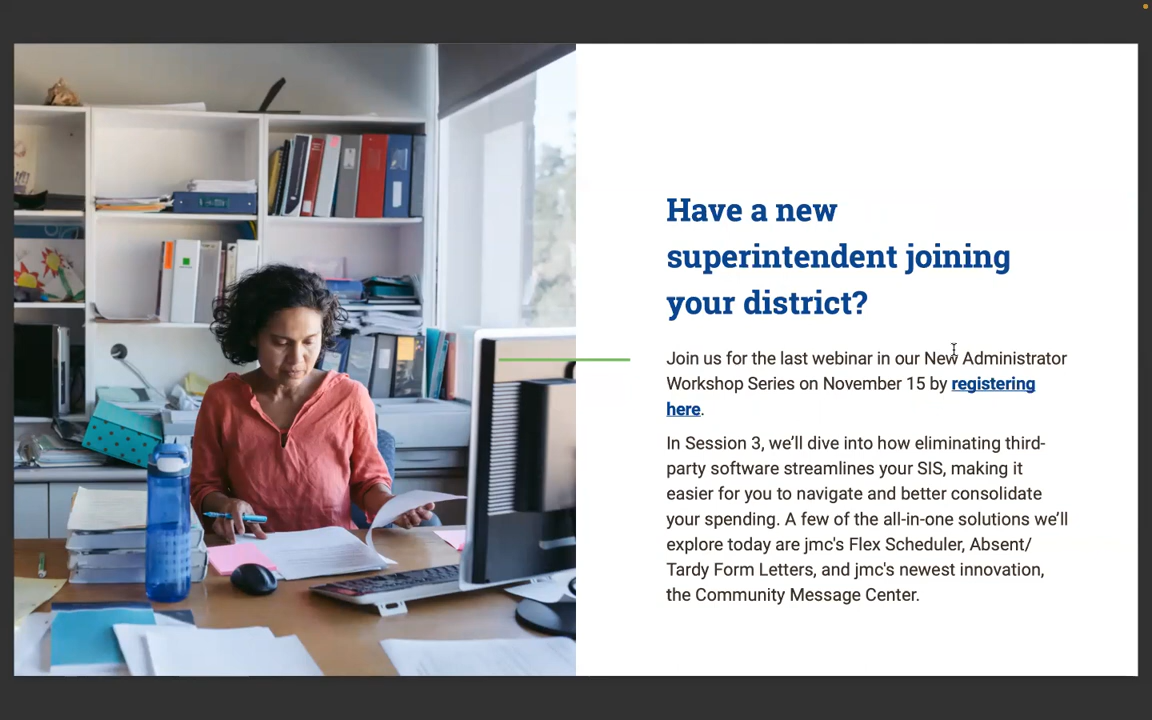 Have a new
superintendent joining
your district?
Join us for the last webinar in our New Administrator
Workshop Series on November 15 by registering
here.
In Session 3, we’ll dive into how eliminating third-
party software streamlines your SIS, making it
easier for you to navigate and better consolidate
your spending. A few of the all-in-one solutions we’ll
explore today are jmc's Flex Scheduler, Absent/
Tardy Form Letters, and jmc's newest innovation,
the Community Message Center.